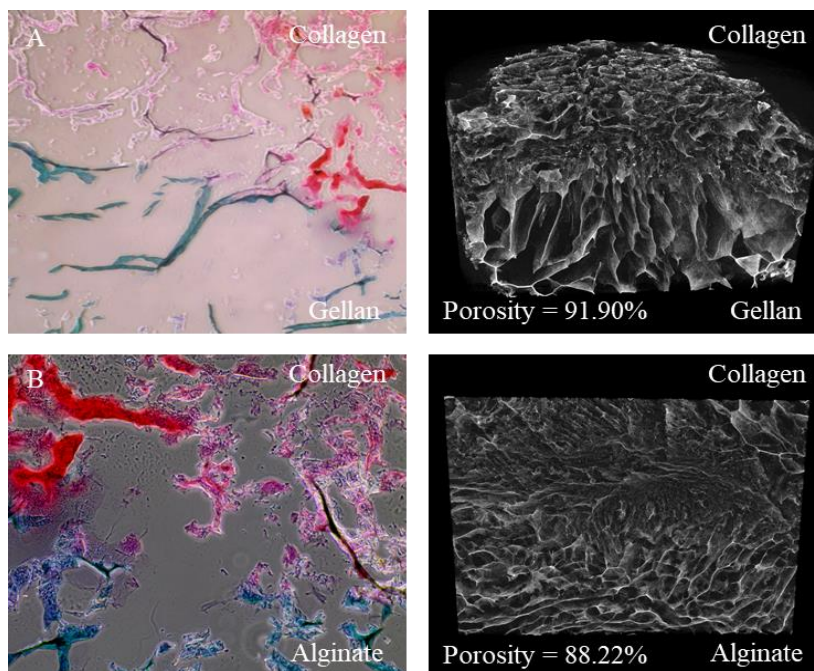 A
Collagen
Gellan
Collagen
Porosity = 91.90%
Gellan
B
Collagen
Alginate
Collagen
Porosity = 88.22%
Alginate